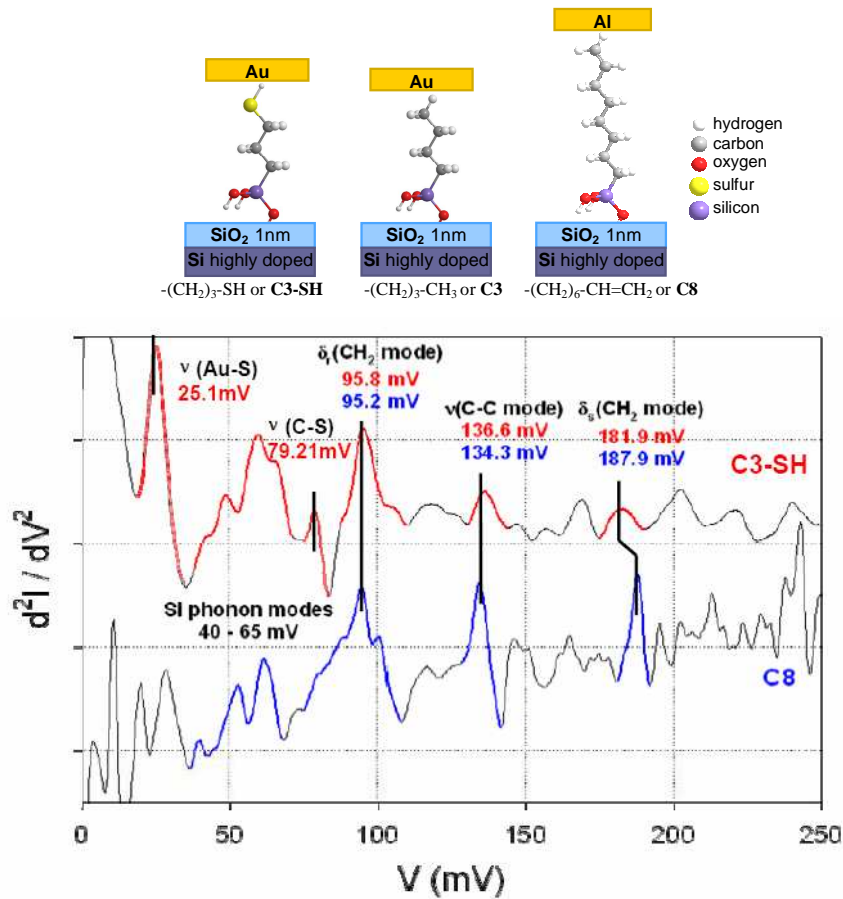 Al
Au
Au
hydrogen
carbon
oxygen
sulfur
silicon
SiO₂ 1nm
SiO₂ 1nm
SiO₂ 1nm
Si highly doped
Si highly doped
Si highly doped
-(CH₂)₃-SH or C3-SH
-(CH₂)₃-CH₃ or C3
-(CH₂)₆-CH=CH₂ or C8
ν (Au-S)
25.1mV
ν (C-S)
79.21mV
δᵣ(CH₂ mode)
95.8 mV
95.2 mV
ν(C-C mode)
136.6 mV
134.3 mV
δₛ(CH₂ mode)
181.9 mV
187.9 mV
C3-SH
SI phonon modes
40 - 65 mV
C8
d²I / dV²
0
50
100
150
200
250
V (mV)